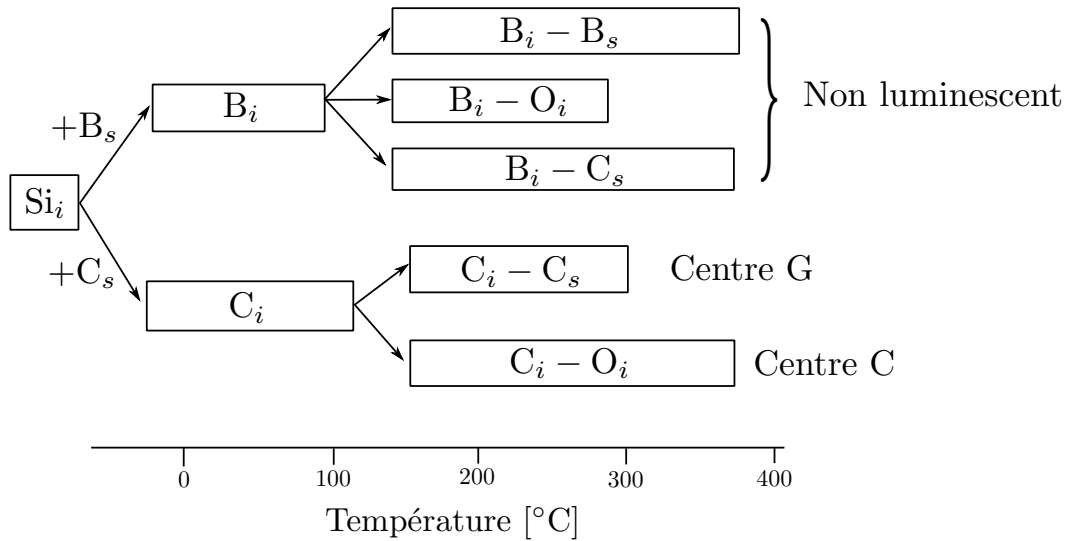 B_i − B_s
B_i
B_i − O_i
Non luminescent
+B_s
B_i − C_s
Si_i
+C_s
C_i − C_s
Centre G
C_i
C_i − O_i
Centre C
0 100 200 300 400
Température [°C]